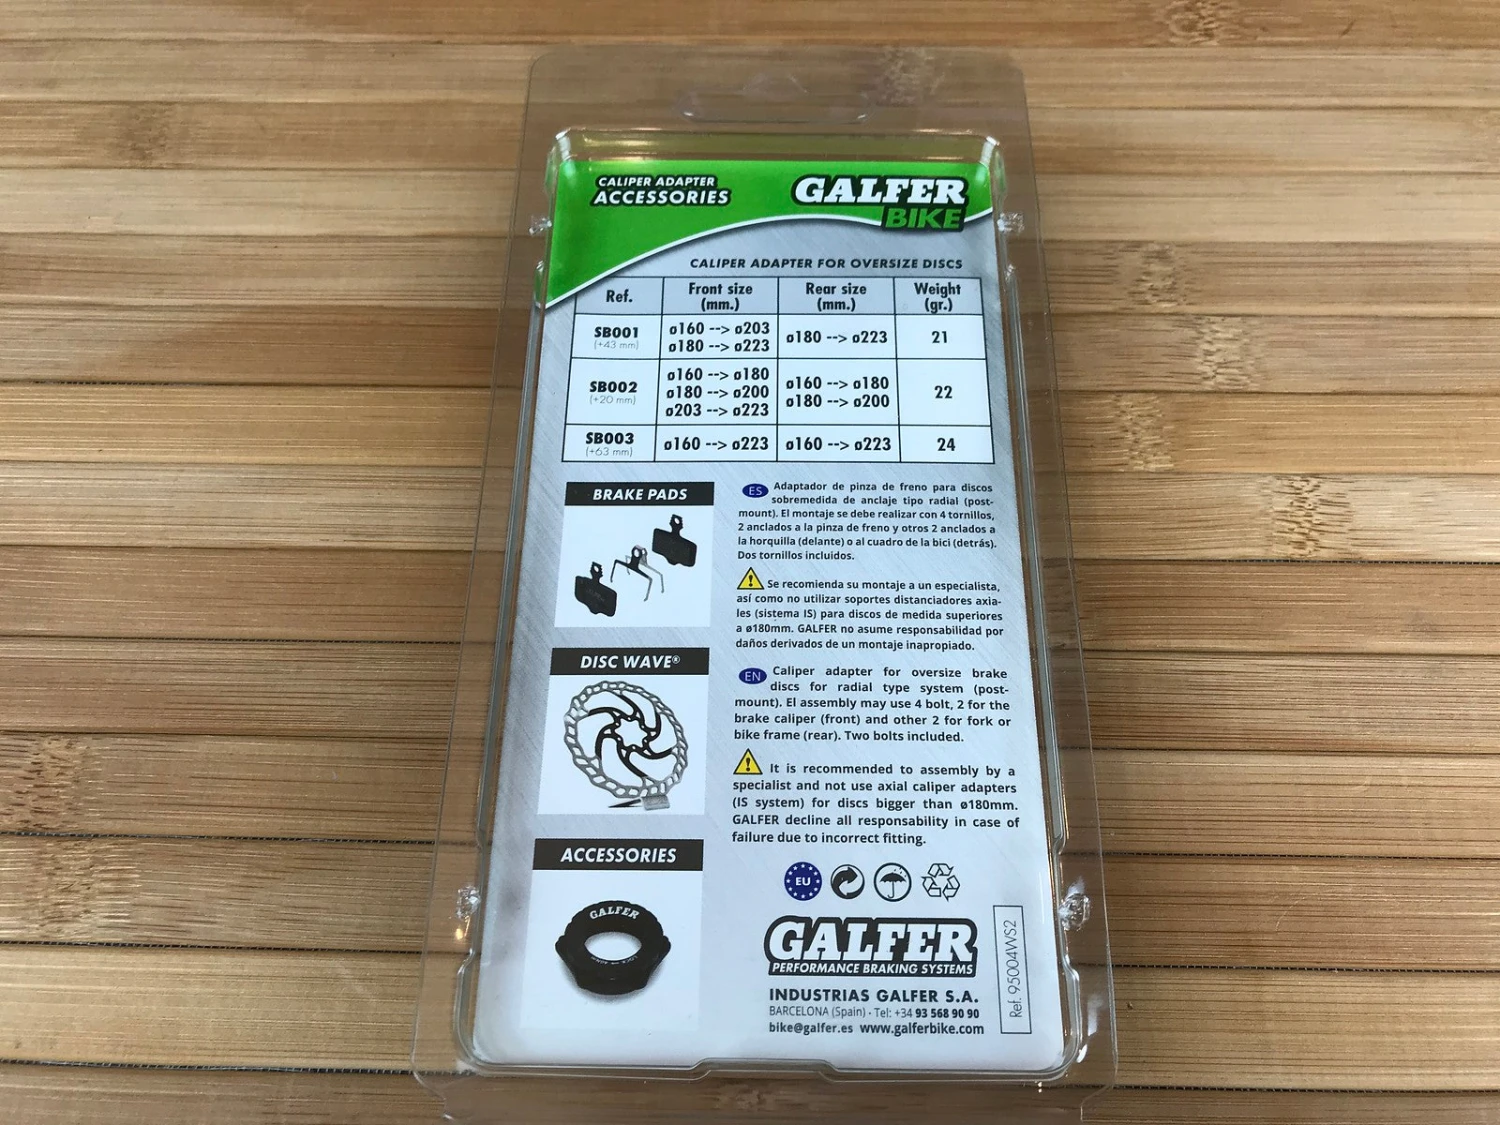 CALIPER ADAPTER
ACCESSORIES
GALFER
BIKE
CALIPER ADAPTER FOR OVERSIZE DISCS
Ref. Front size (mm.) Rear size (mm.) Weight (gr.)
SB001 (+43 mm) ø160 --> ø203 ø180 --> ø223 ø180 --> ø223 21
SB002 (+20 mm) ø160 --> ø180 ø180 --> ø200 ø203 --> ø223 ø160 --> ø180 ø180 --> ø200 22
SB003 (+63 mm) ø160 --> ø223 ø160 --> ø223 24
BRAKE PADS
DISC WAVE®
ACCESSORIES
GALFER
ES Adaptador de pinza de freno para discos
sobremedida de anclaje tipo radial (post-
mount). El montaje se debe realizar con 4 tornillos,
2 anclados a la pinza de freno y otros 2 anclados a
la horquilla (delante) o al cuadro de la bici (detrás).
Dos tornillos incluidos.
Se recomienda su montaje a un especialista,
así como no utilizar soportes distanciadores axia-
les (sistema IS) para discos de medida superiores
a ø180mm. GALFER no asume responsabilidad por
daños derivados de un montaje inapropiado.
EN Caliper adapter for oversize brake
discs for radial type system (post-
mount). El assembly may use 4 bolt, 2 for the
brake caliper (front) and other 2 for fork or
bike frame (rear). Two bolts included.
It is recommended to assembly by a
specialist and not use axial caliper adapters
(IS system) for discs bigger than ø180mm.
GALFER decline all responsability in case of
failure due to incorrect fitting.
EU
GALFER
PERFORMANCE BRAKING SYSTEMS
INDUSTRIAS GALFER S.A.
BARCELONA (Spain) - Tel: +34 93 568 90 90
bike@galfer.es www.galferbike.com
Ref. 95004WS2